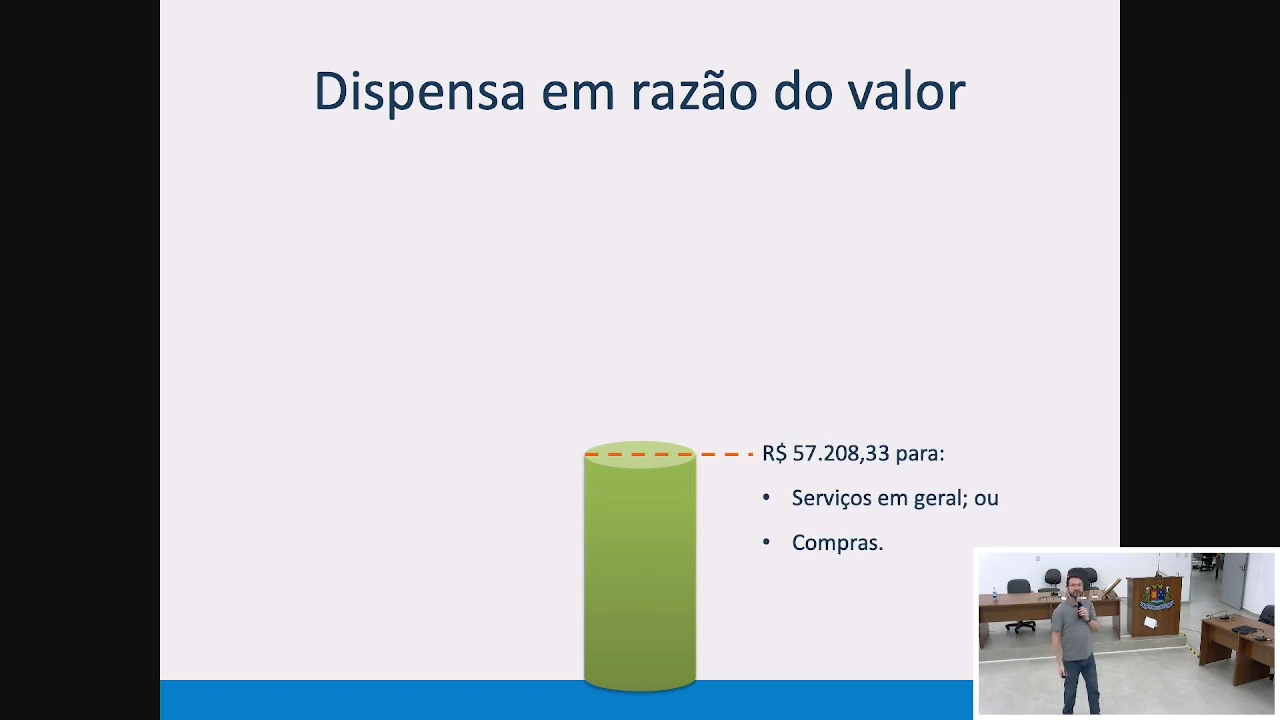 Dispensa em razão do valor
R$ 57.208,33 para:
• Serviços em geral; ou
• Compras.